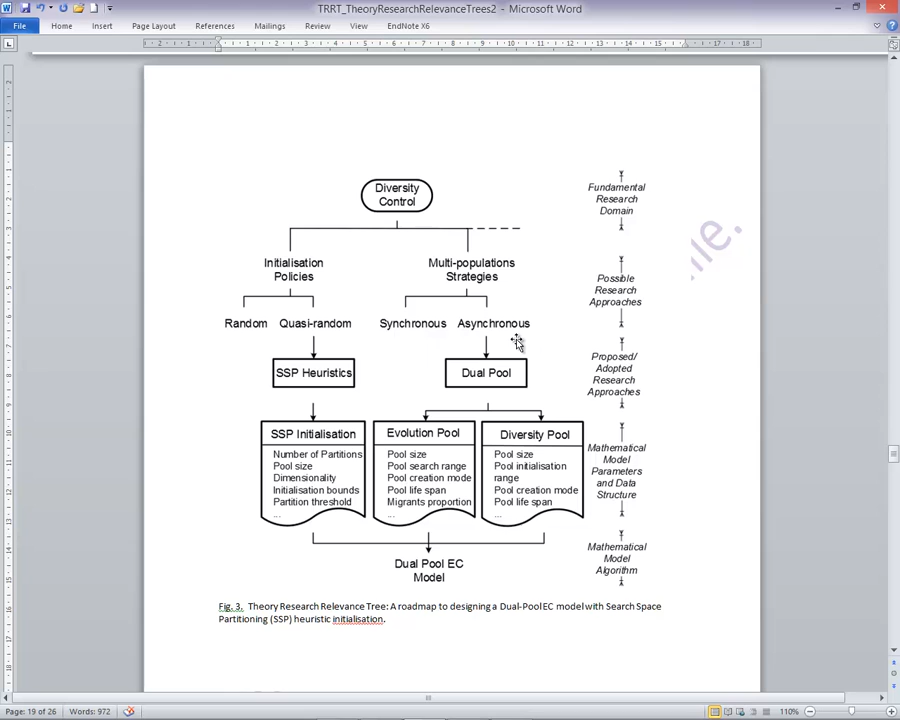 TRRT_TheoryResearchRelevanceTrees2 - Microsoft Word
File Home Insert Page Layout References Mailings Review View EndNote X6
Diversity
Control
Fundamental
Research
Domain
Initialisation
Policies
Multi-populations
Strategies
Possible
Research
Approaches
Random Quasi-random Synchronous Asynchronous
SSP Heuristics
Dual Pool
Proposed/
Adopted
Research
Approaches
SSP Initialisation
Number of Partitions
Pool size
Dimensionality
Initialisation bounds
Partition threshold
...
Evolution Pool
Pool size
Pool search range
Pool creation mode
Pool life span
Migrants proportion
...
Diversity Pool
Pool size
Pool initialisation
range
Pool creation mode
Pool life span
...
Mathematical
Model
Parameters
and Data
Structure
Dual Pool EC
Model
Mathematical
Model
Algorithm
Fig. 3. Theory Research Relevance Tree: A roadmap to designing a Dual-Pool EC model with Search Space
Partitioning (SSP) heuristic initialisation.
Page: 19 of 26 Words: 972 110%